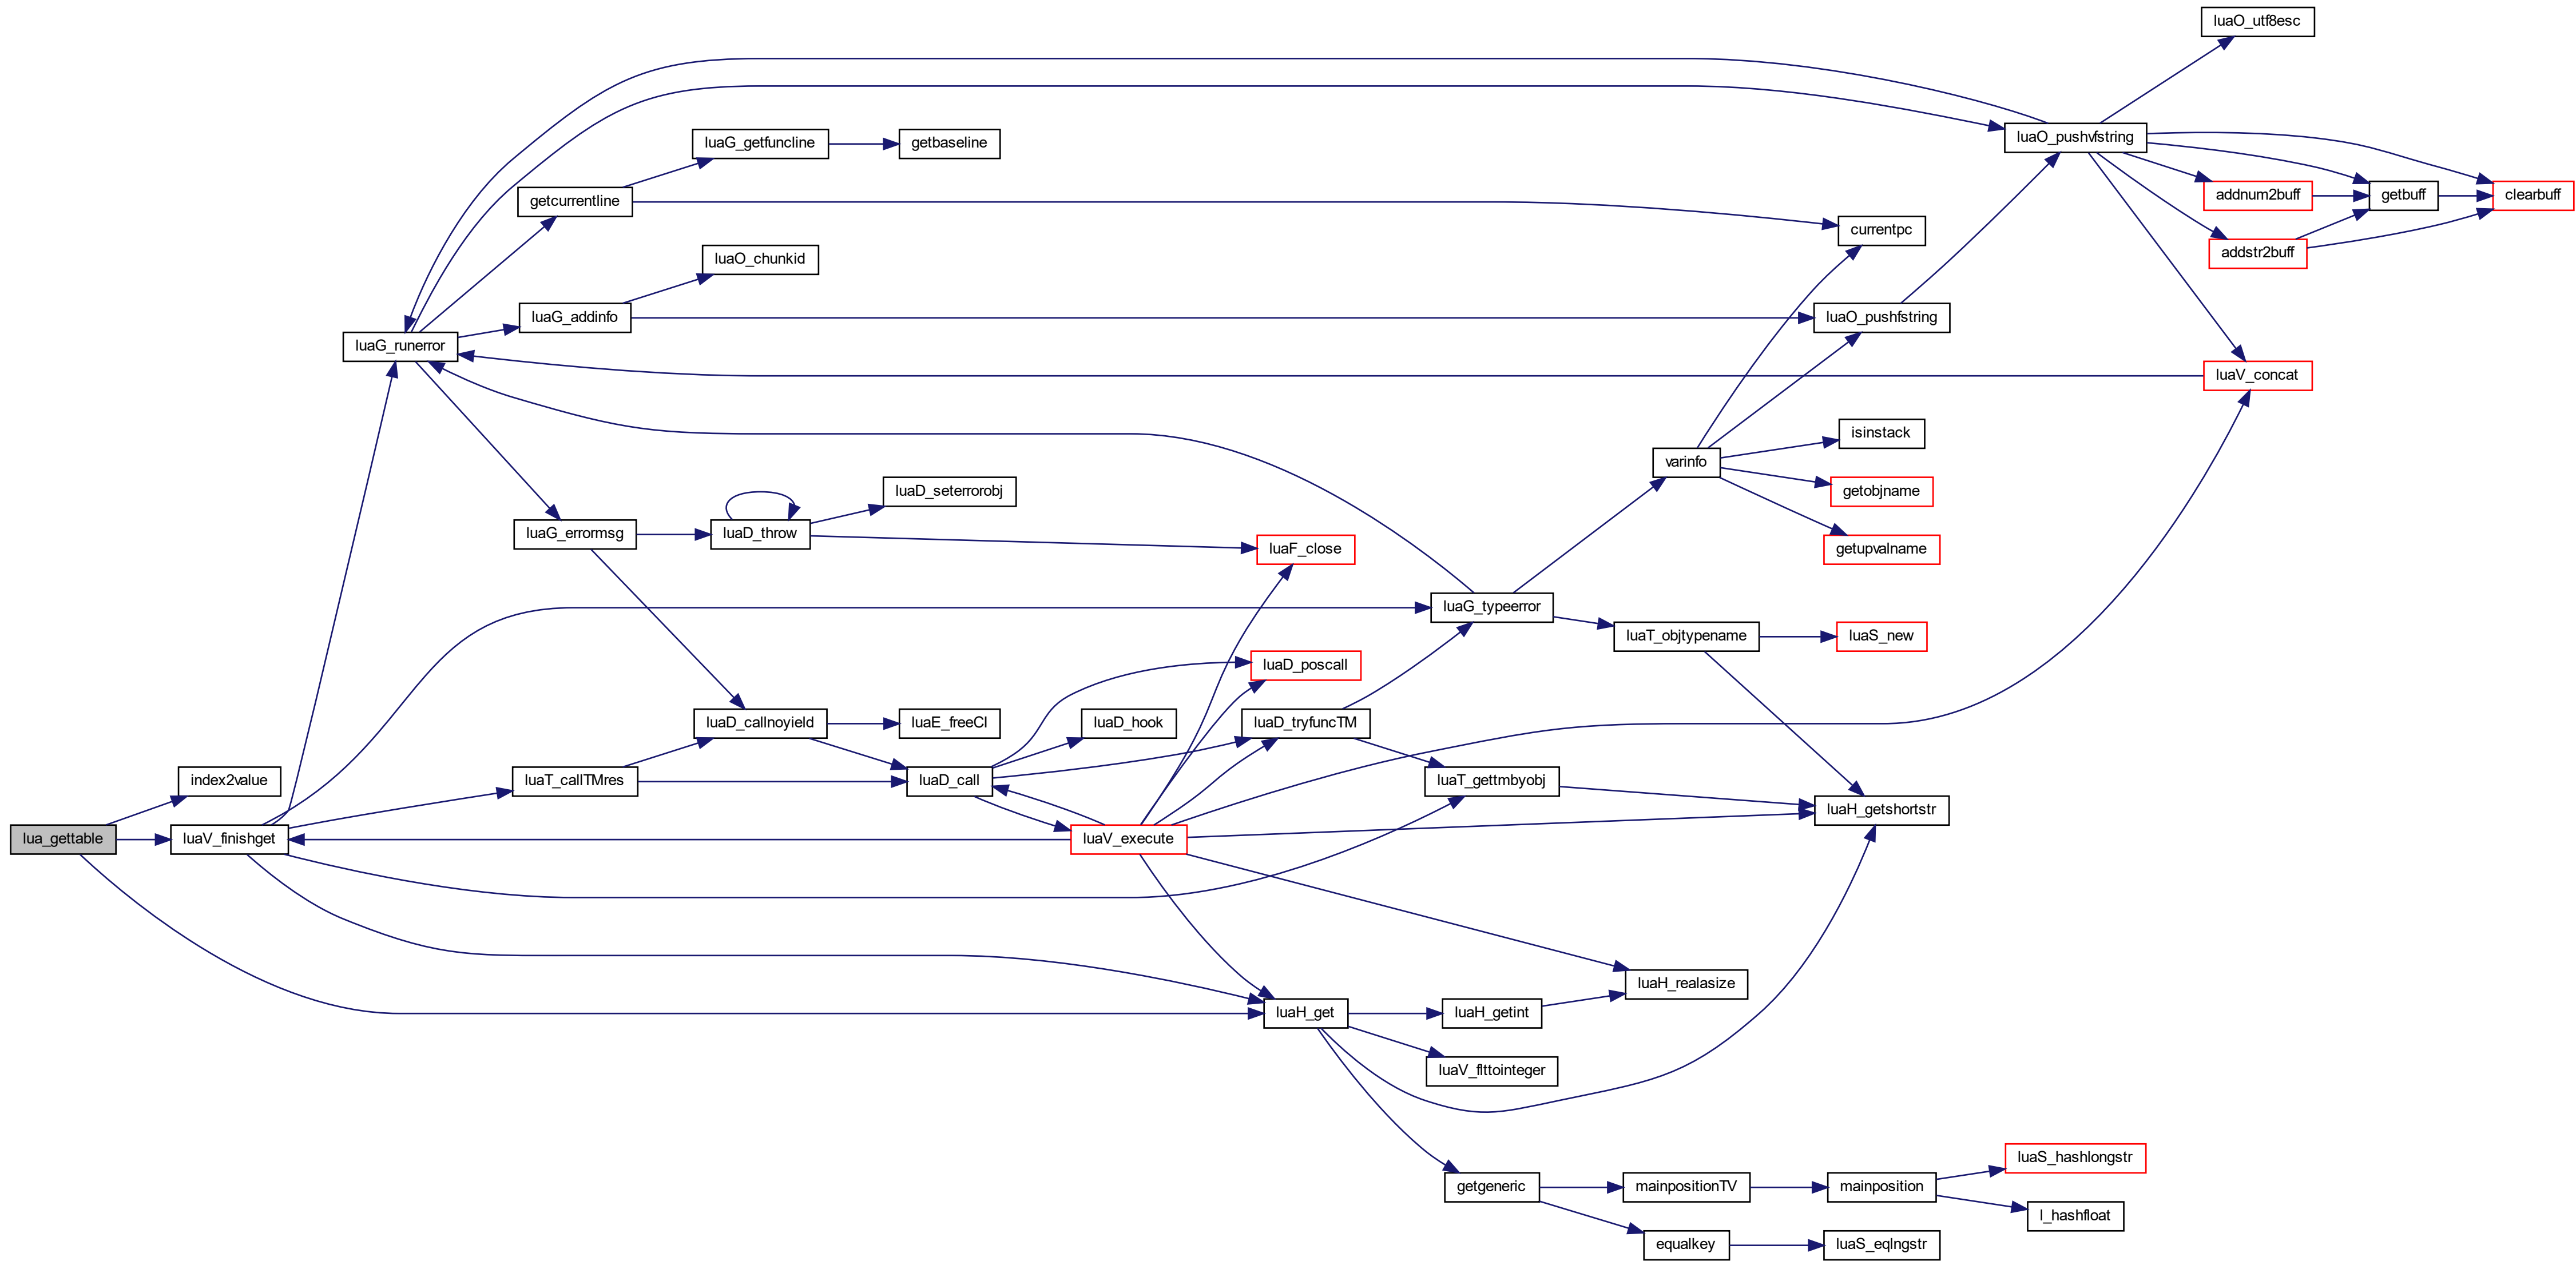 luaO_utf8esc
luaO_pushvfstring
luaG_getfuncline
getbaseline
addnum2buff
getbuff
clearbuff
getcurrentline
currentpc
addstr2buff
luaO_chunkid
luaG_addinfo
luaO_pushfstring
luaG_runerror
luaV_concat
isinstack
varinfo
getobjname
luaD_seterrorobj
luaG_errormsg
luaD_throw
luaF_close
getupvalname
luaG_typeerror
luaT_objtypename
luaS_new
luaD_poscall
luaD_callnoyield
luaE_freeCI
luaD_hook
luaD_tryfuncTM
index2value
luaT_callTMres
luaD_call
luaT_gettmbyobj
luaH_getshortstr
lua_gettable
luaV_finishget
luaV_execute
luaH_realasize
luaH_get
luaH_getint
luaV_flttointeger
luaS_hashlongstr
getgeneric
mainpositionTV
mainposition
l_hashfloat
equalkey
luaS_eqlngstr